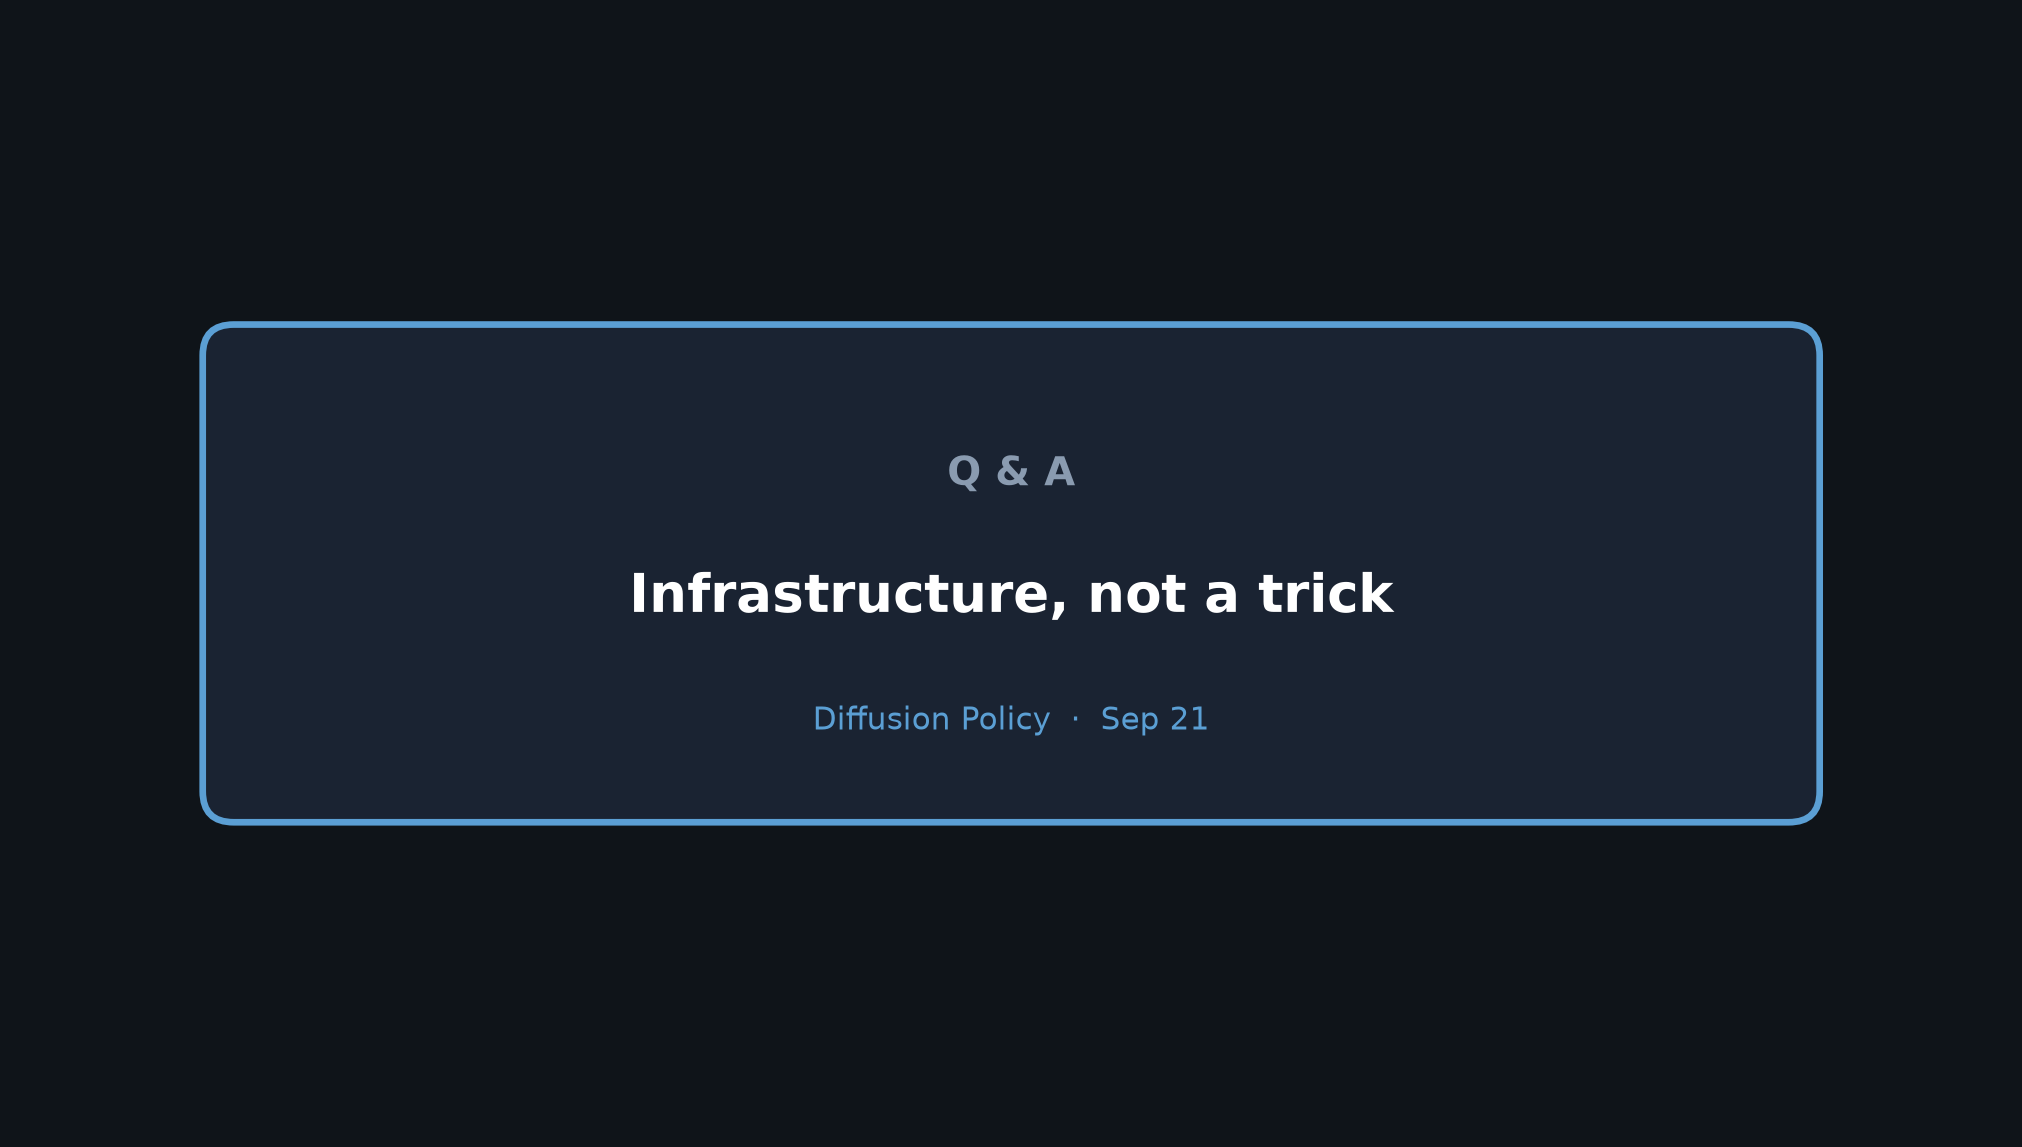 Q & A
Infrastructure, not a trick
Diffusion Policy · Sep 21